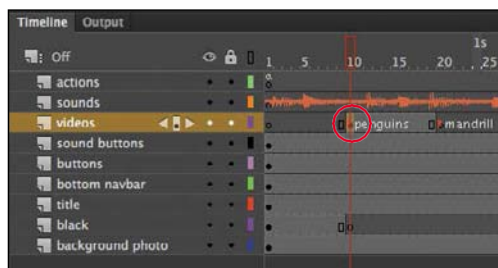 Timeline Output
Off 1s
1 5 10 15 20 25
actions
sounds
videos penguins mandrill
sound buttons
buttons
bottom navbar
title
black
background photo